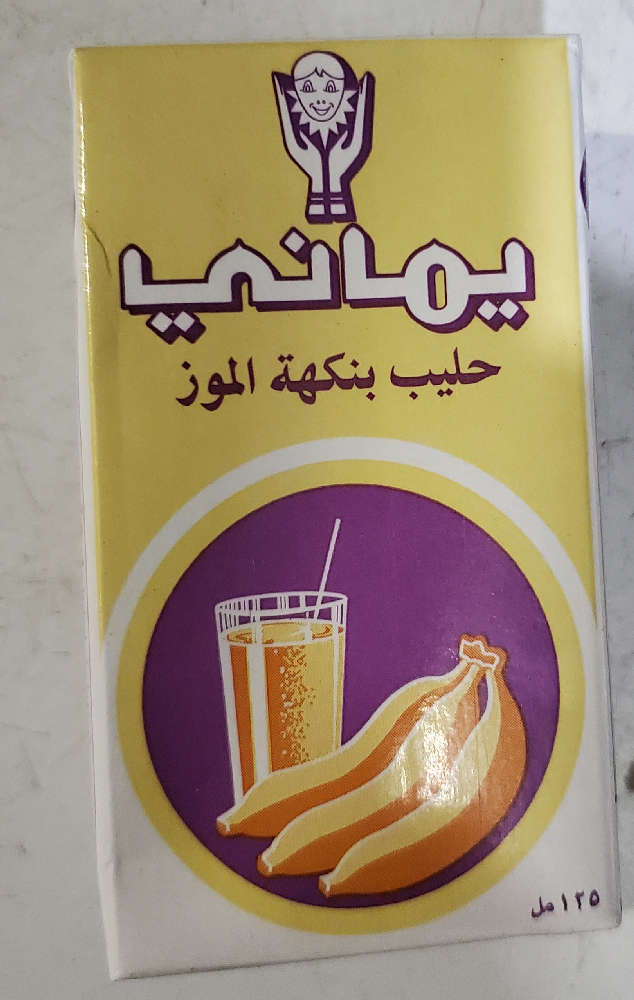 يماني
حليب بنكهة الموز
١٢٥ مل